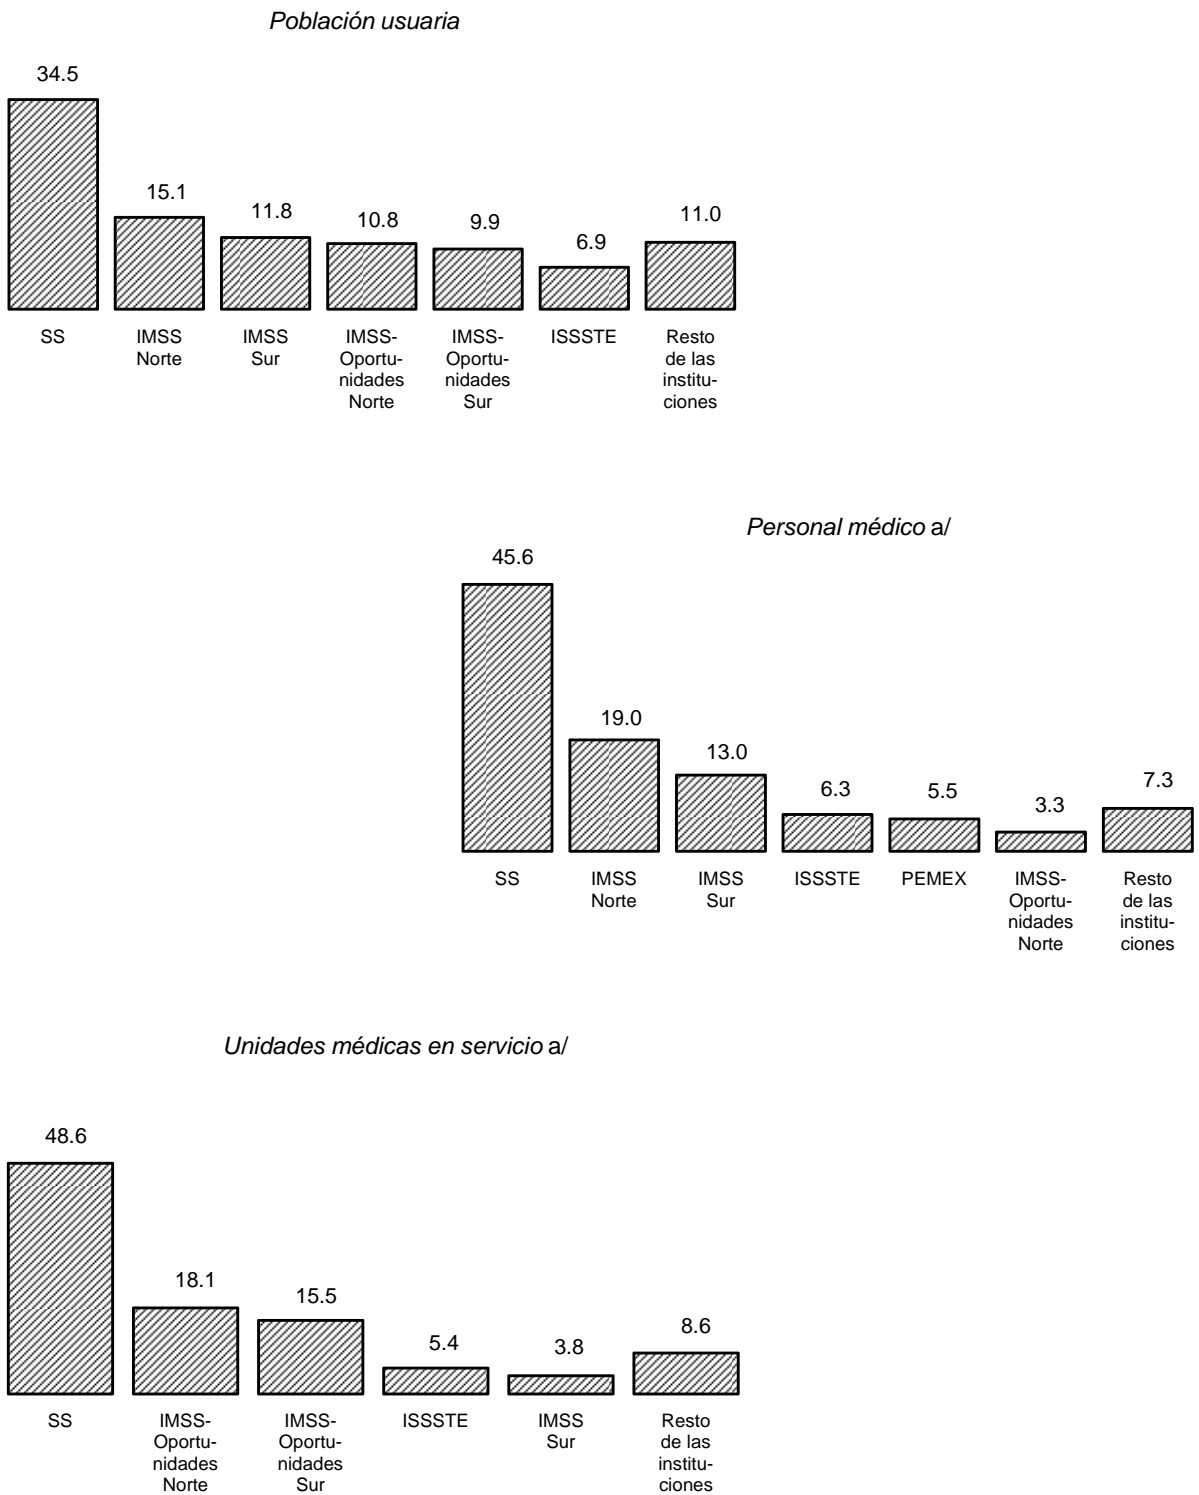 Población usuaria
34.5
15.1
11.8
10.8
9.9
6.9
11.0
SS
IMSS
Norte
IMSS
Sur
IMSS-
Oportu-
nidades
Norte
IMSS-
Oportu-
nidades
Sur
ISSSTE
Resto
de las
institu-
ciones
Personal médico a/
45.6
19.0
13.0
6.3
5.5
3.3
7.3
SS
IMSS
Norte
IMSS
Sur
ISSSTE
PEMEX
IMSS-
Oportu-
nidades
Norte
Resto
de las
institu-
ciones
Unidades médicas en servicio a/
48.6
18.1
15.5
5.4
3.8
8.6
SS
IMSS-
Oportu-
nidades
Norte
IMSS-
Oportu-
nidades
Sur
ISSSTE
IMSS
Sur
Resto
de las
institu-
ciones